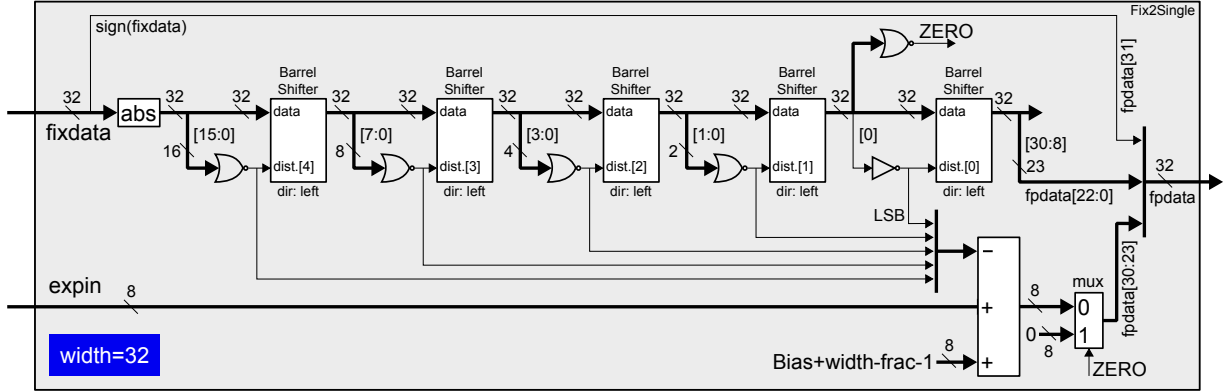 Fix2Single
sign(fixdata)
ZERO
Barrel Shifter
Barrel Shifter
Barrel Shifter
Barrel Shifter
Barrel Shifter
fpdata[31]
32
fixdata
abs
32
32
data
32
32
data
32
32
data
32
32
data
32
32
data
32
[15:0]
16
dist.[4]
[7:0]
8
dist.[3]
[3:0]
4
dist.[2]
[1:0]
2
dist.[1]
[0]
dist.[0]
[30:8]
23
dir: left
dir: left
dir: left
dir: left
dir: left
fpdata[22:0]
32
fpdata
LSB
−
expin
8
+
8
mux
0
fpdata[30:23]
0
8
1
width=32
Bias+width-frac-1
8
+
ZERO